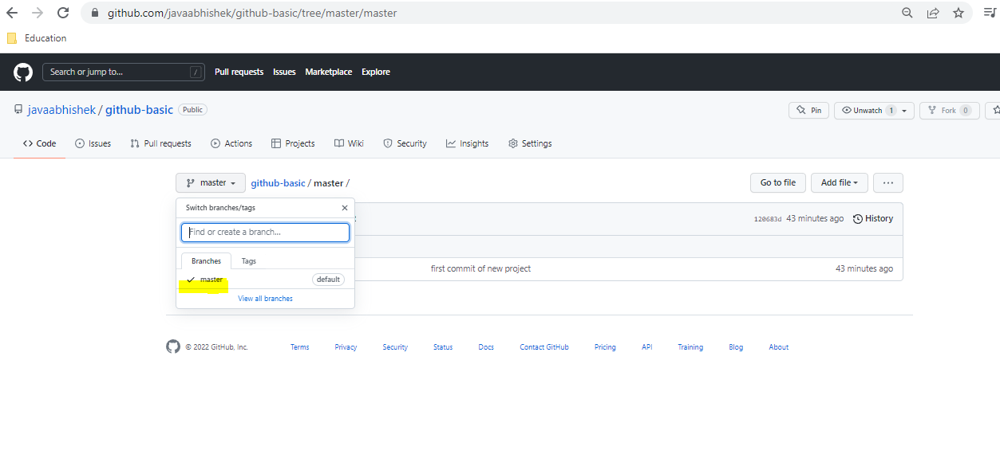 github.com/javaabhishek/github-basic/tree/master/master
Education
Search or jump to... / Pull requests Issues Marketplace Explore
javaabhishek / github-basic Public Pin Unwatch 1 Fork 0
Code Issues Pull requests Actions Projects Wiki Security Insights Settings
master github-basic / master / Go to file Add file ...
Switch branches/tags
120683d 43 minutes ago History
Find or create a branch...
Branches Tags
first commit of new project 43 minutes ago
master default
View all branches
© 2022 GitHub, Inc. Terms Privacy Security Status Docs Contact GitHub Pricing API Training Blog About